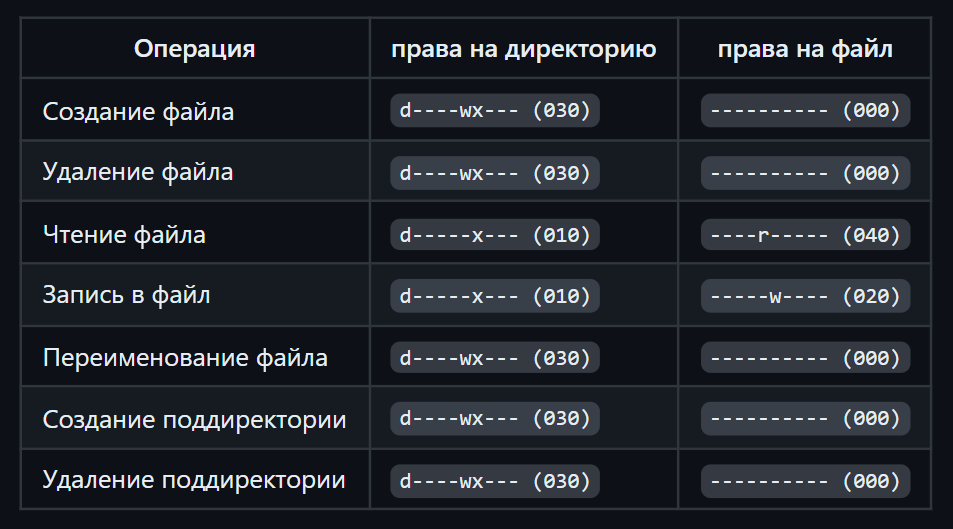 Операция права на директорию права на файл
Создание файла d----wx--- (030) ---------- (000)
Удаление файла d----wx--- (030) ---------- (000)
Чтение файла d-----x--- (010) ----r----- (040)
Запись в файл d-----x--- (010) -----w---- (020)
Переименование файла d----wx--- (030) ---------- (000)
Создание поддиректории d----wx--- (030) ---------- (000)
Удаление поддиректории d----wx--- (030) ---------- (000)